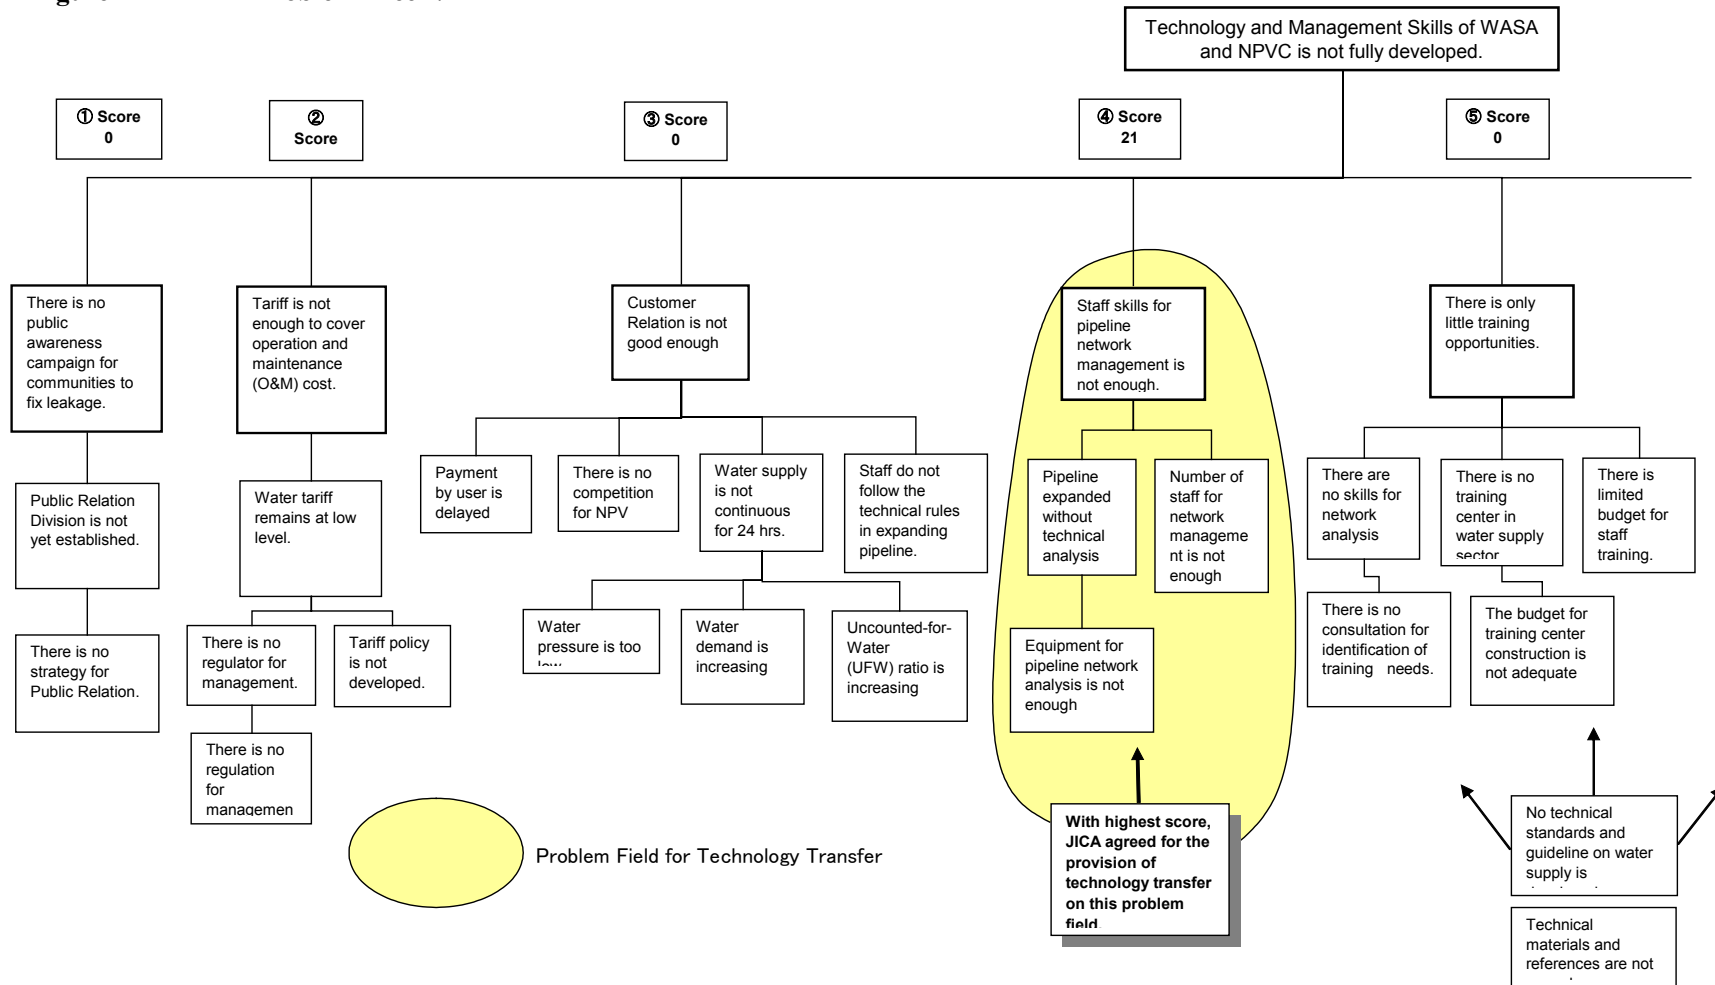 Technology and Management Skills of WASA
and NPVC is not fully developed.
① Score
0
②
Score
③ Score
0
④ Score
21
⑤ Score
0
There is no
public
awareness
campaign for
communities to
fix leakage.
Tariff is not
enough to cover
operation and
maintenance
(O&M) cost.
Customer
Relation is not
good enough
Staff skills for
pipeline
network
management is
not enough.
There is only
little training
opportunities.
Public Relation
Division is not
yet established.
Water tariff
remains at low
level.
Payment
by user is
delayed
There is no
competition
for NPV
Water supply
is not
continuous
for 24 hrs.
Staff do not
follow the
technical rules
in expanding
pipeline.
Pipeline
expanded
without
technical
analysis
Number of
staff for
network
manageme
nt is not
enough
There are
no skills for
network
analysis
There is no
training
center in
water supply
sector
There is
limited
budget for
staff
training.
There is no
strategy for
Public Relation.
There is no
regulator for
management.
Tariff policy
is not
developed.
Water
pressure is too
low
Water
demand is
increasing
Uncounted-for-
Water
(UFW) ratio is
increasing
Equipment for
pipeline network
analysis is not
enough
There is no
consultation for
identification of
training needs.
The budget for
training center
construction is
not adequate
There is no
regulation
for
managemen
Problem Field for Technology Transfer
With highest score,
JICA agreed for the
provision of
technology transfer
on this problem
field.
No technical
standards and
guideline on water
supply is
Technical
materials and
references are not